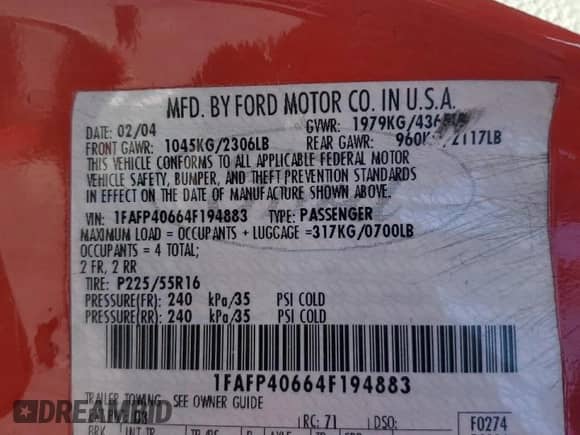 MFD. BY FORD MOTOR CO. IN U.S.A.
DATE: 02/04 GVWR: 1979KG/
FRONT GAWR: 1045KG/2306LB REAR GAWR:
THIS VEHICLE CONFORMS TO ALL APPLICABLE FEDERAL MOTOR
VEHICLE SAFETY, BUMPER, AND THEFT PREVENTION STANDARDS
IN EFFECT ON THE DATE OF MANUFACTURE SHOWN ABOVE.
VIN: 1FAFP40664F194883 TYPE: PASSENGER
MAXIMUM LOAD = OCCUPANTS + LUGGAGE =317KG/0700LB
OCCUPANTS = 4 TOTAL;
2 FR, 2 RR
TIRE: P225/55R16
PRESSURE(FR): 240 kPa/35 PSI COLD
PRESSURE(RR): 240 kPa/35 PSI COLD
1FAFP40664F194883
TRAILER TOWING SEE OWNER GUIDE
RC: 71 DSO: F0274
BRK INT TR
DREAMBID